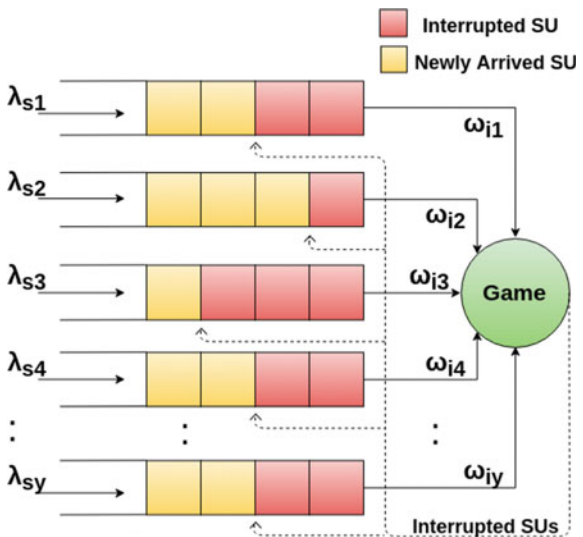 Interrupted SU
Newly Arrived SU
λs1
ωi1
λs2
ωi2
λs3
ωi3
Game
λs4
ωi4
:
:
:
λsy
ωiy
Interrupted SUs